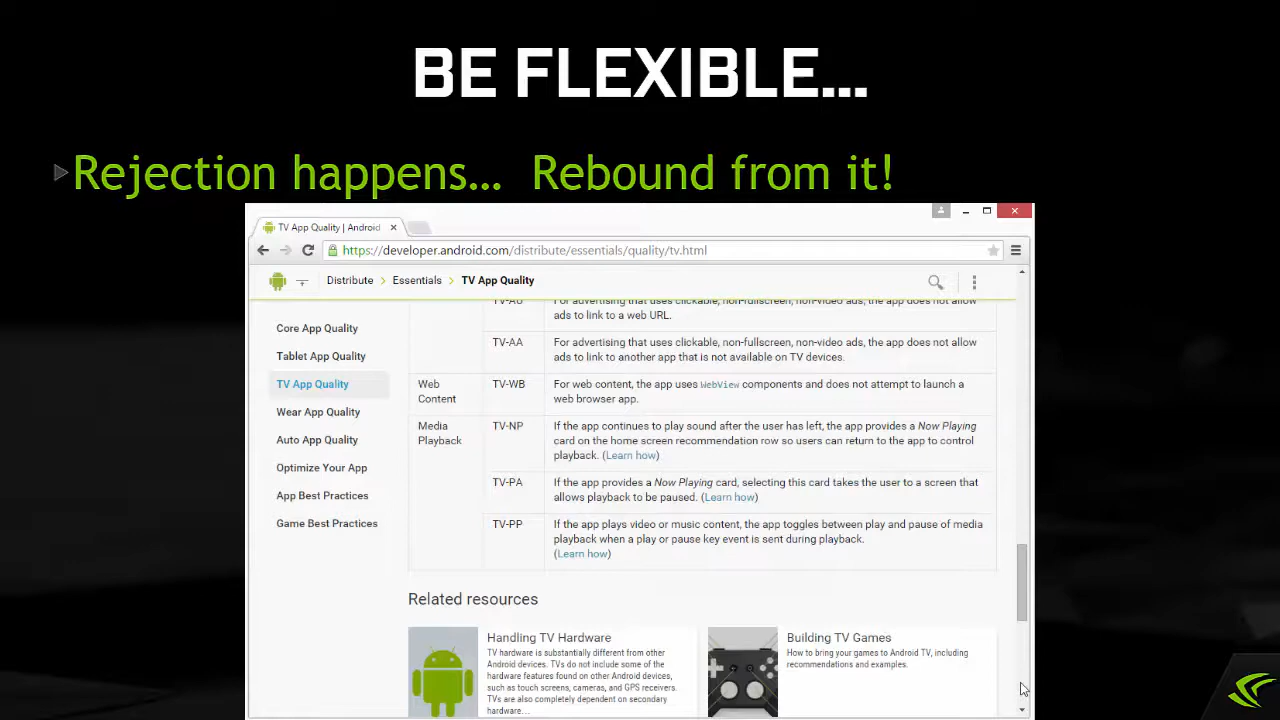 BE FLEXIBLE...
Rejection happens... Rebound from it!
TV App Quality | Android
https://developer.android.com/distribute/essentials/quality/tv.html
Distribute > Essentials > TV App Quality
Core App Quality
Tablet App Quality
TV App Quality
Wear App Quality
Auto App Quality
Optimize Your App
App Best Practices
Game Best Practices
TV-AU For advertising that uses clickable, non-fullscreen, non-video ads, the app does not allow
ads to link to a web URL.
TV-AA For advertising that uses clickable, non-fullscreen, non-video ads, the app does not allow
ads to link to another app that is not available on TV devices.
Web TV-WB For web content, the app uses WebView components and does not attempt to launch a
Content web browser app.
Media TV-NP If the app continues to play sound after the user has left, the app provides a Now Playing
Playback card on the home screen recommendation row so users can return to the app to control
playback. (Learn how)
TV-PA If the app provides a Now Playing card, selecting this card takes the user to a screen that
allows playback to be paused. (Learn how)
TV-PP If the app plays video or music content, the app toggles between play and pause of media
playback when a play or pause key event is sent during playback.
(Learn how)
Related resources
Handling TV Hardware
TV hardware is substantially different from other
Android devices. TVs do not include some of the
hardware features found on other Android devices,
such as touch screens, cameras, and GPS receivers.
TVs are also completely dependent on secondary
hardware...
Building TV Games
How to bring your games to Android TV, including
recommendations and examples.